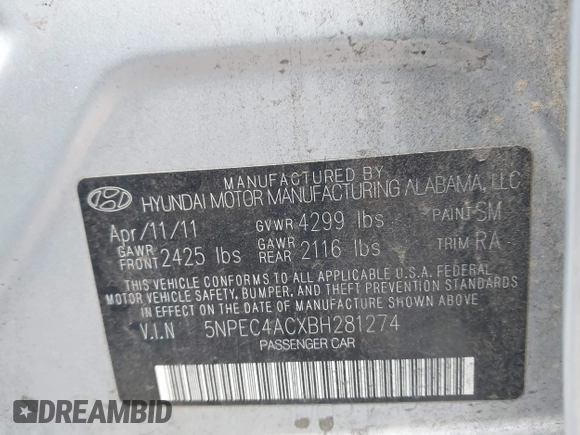 MANUFACTURED BY
HYUNDAI MOTOR MANUFACTURING ALABAMA, LLC
Apr/11/11 GVWR 4299 lbs PAINT SM
GAWR FRONT 2425 lbs GAWR REAR 2116 lbs TRIM RA
THIS VEHICLE CONFORMS TO ALL APPLICABLE U.S.A. FEDERAL
MOTOR VEHICLE SAFETY, BUMPER, AND THEFT PREVENTION STANDARDS
IN EFFECT ON THE DATE OF MANUFACTURE SHOWN ABOVE.
V.I.N 5NPEC4ACXBH281274
PASSENGER CAR
DREAMBID